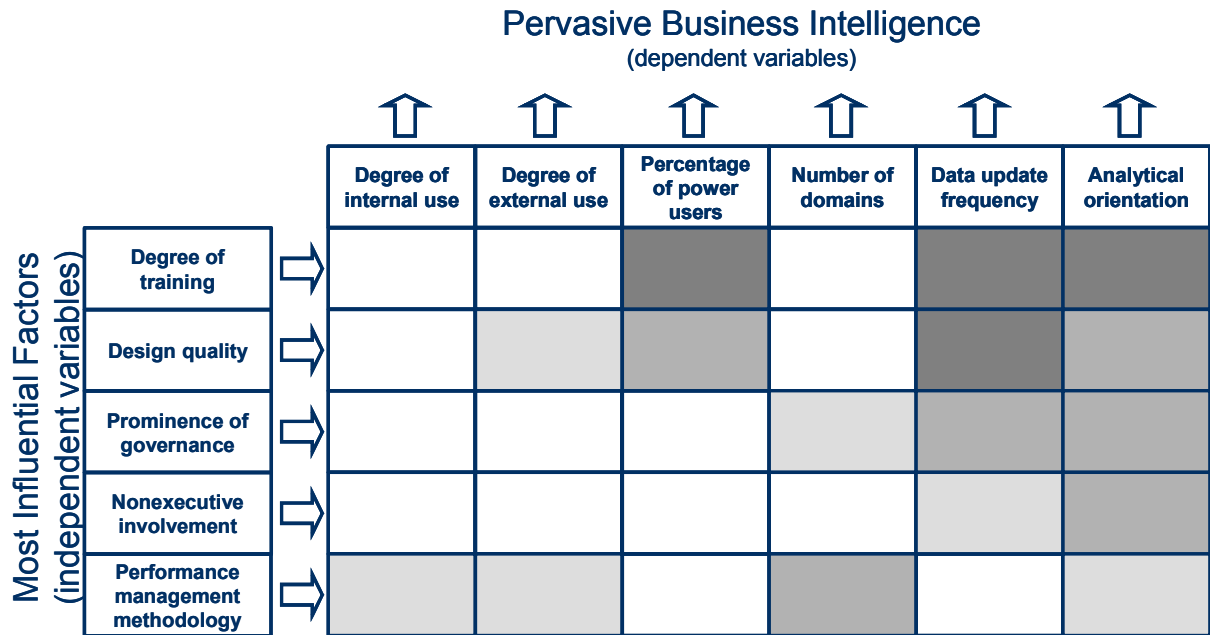 Pervasive Business Intelligence
(dependent variables)
Degree of
internal use
Degree of
external use
Percentage
of power
users
Number of
domains
Data update
frequency
Analytical
orientation
Most Influential Factors
(independent variables)
Degree of
training
Design quality
Prominence of
governance
Nonexecutive
involvement
Performance
management
methodology